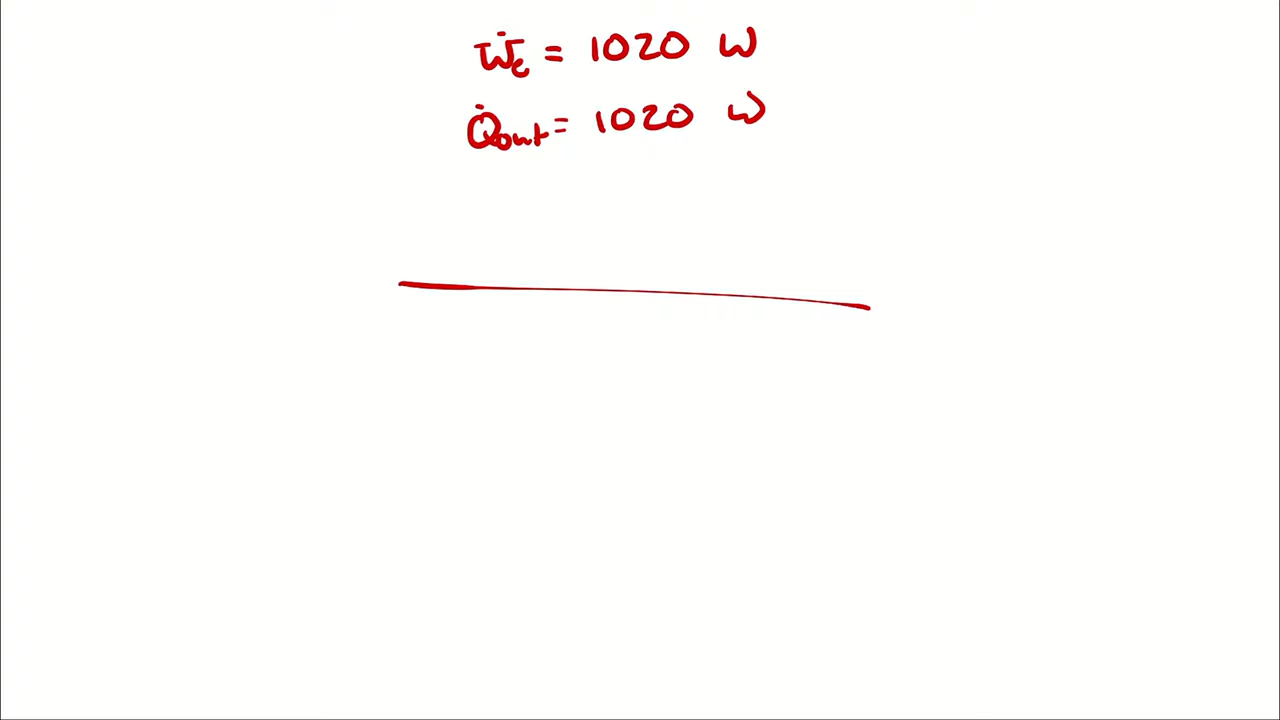 Ẇe = 1020 W
Q̇out = 1020 W